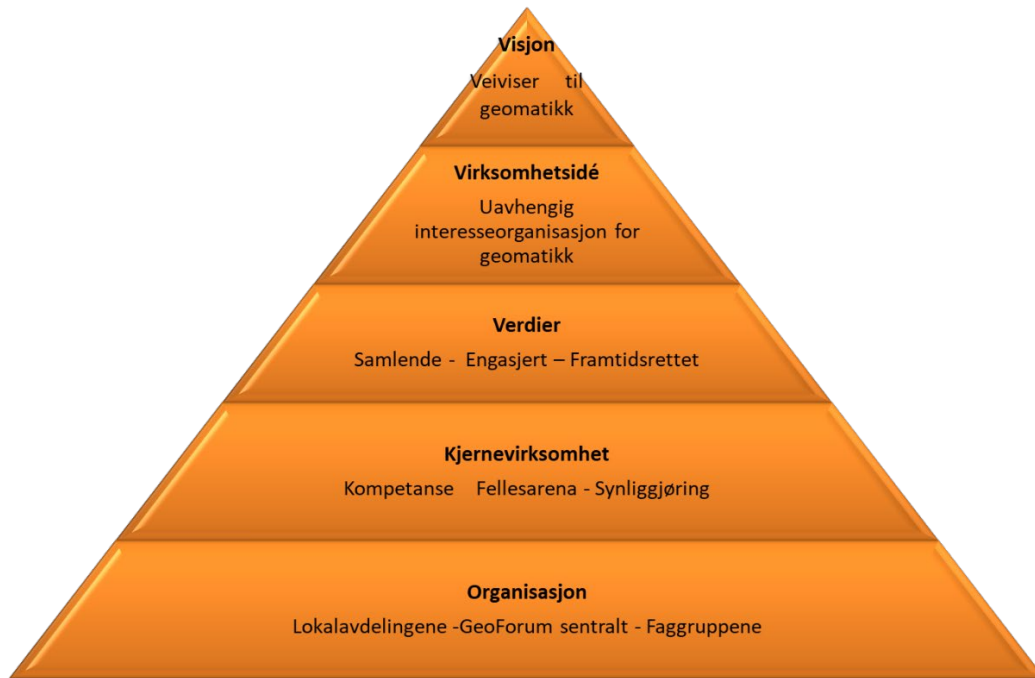 Visjon
Veiviser til
geomatikk
Virksomhetsidé
Uavhengig
interesseorganisasjon for
geomatikk
Verdier
Samlende - Engasjert – Framtidsrettet
Kjernevirksomhet
Kompetanse Fellesarena - Synliggjøring
Organisasjon
Lokalavdelingene -GeoForum sentralt - Faggruppene